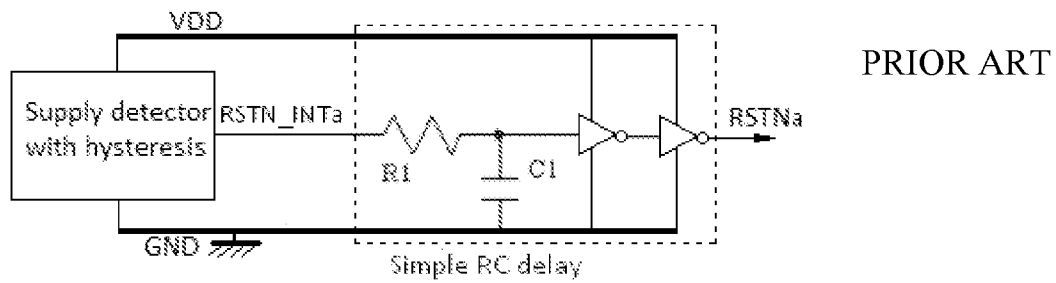 VDD
PRIOR ART
Supply detector
with hysteresis
RSTN_INTa
RSTNa
R1
C1
GND
Simple RC delay